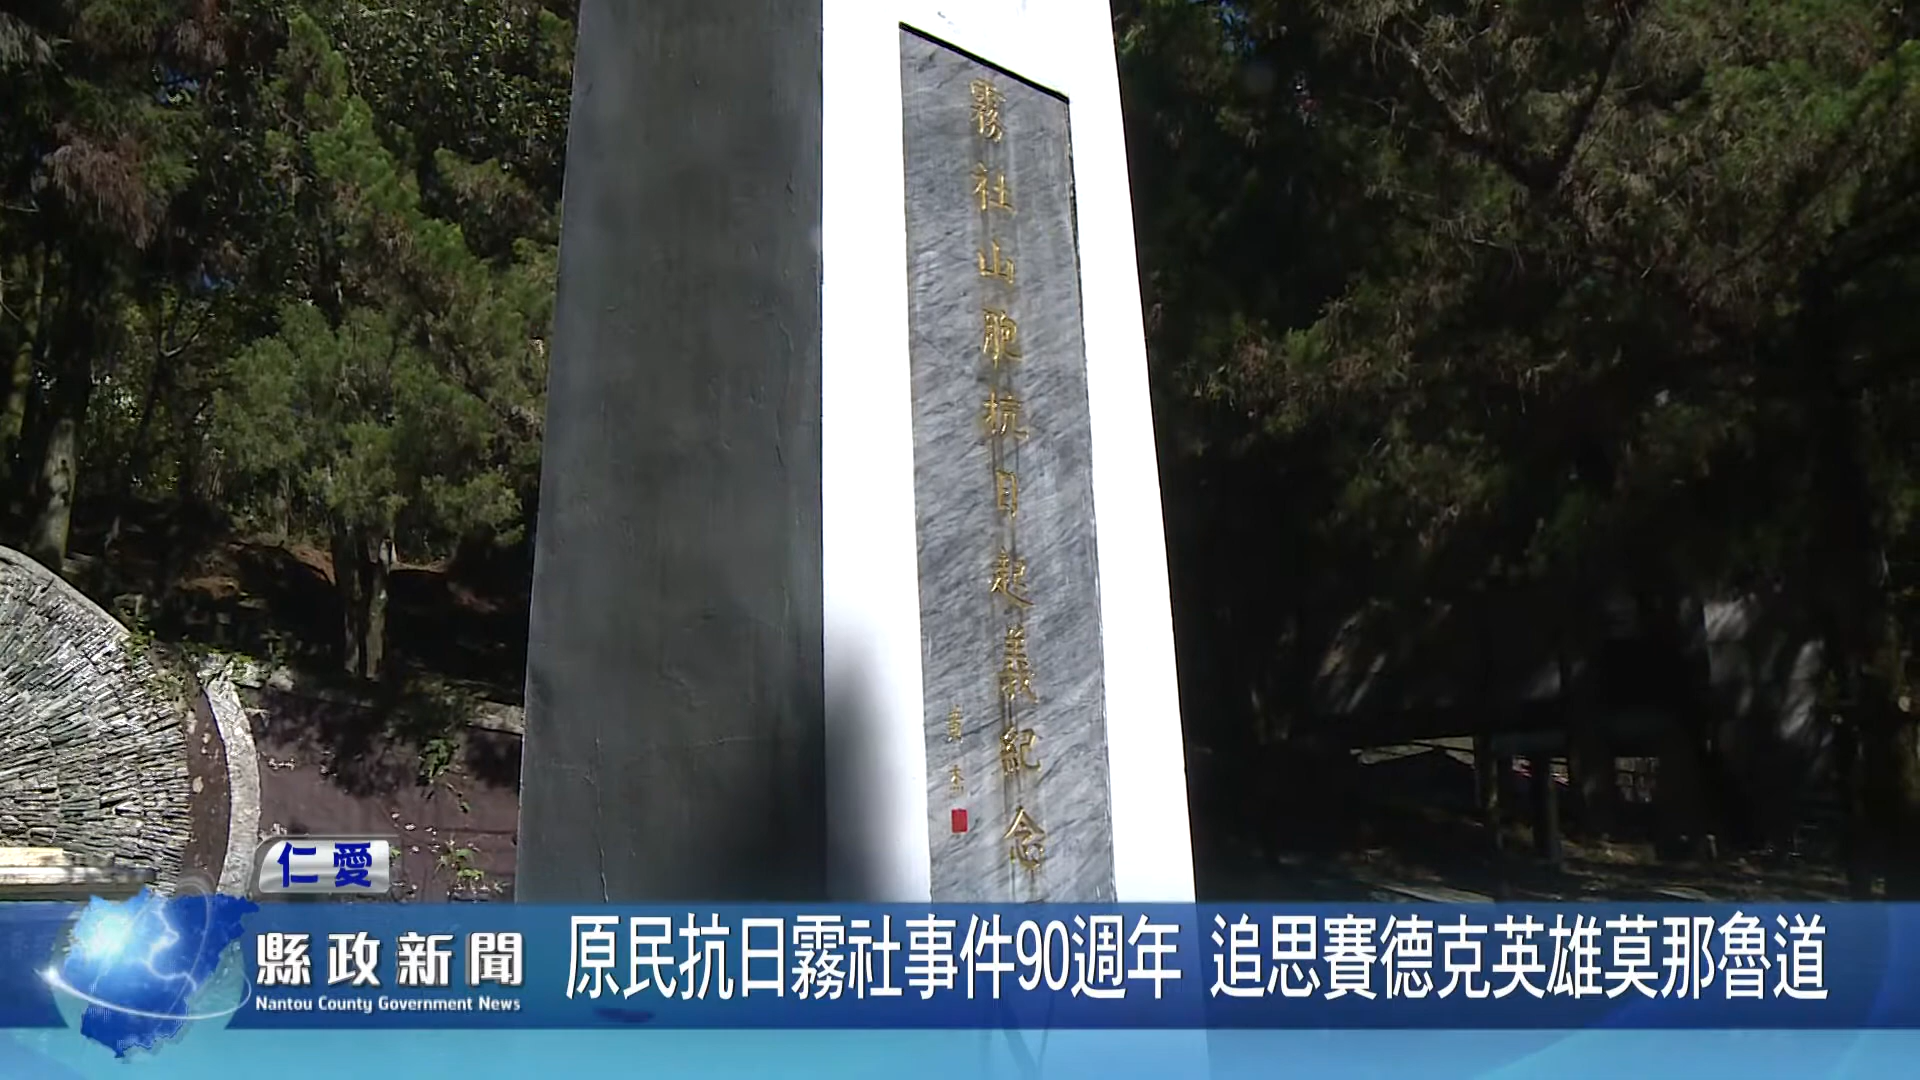 霧社山胞抗日起義紀念
黃杰
仁愛
縣政新聞
Nantou County Government News
原民抗日霧社事件90週年 追思賽德克英雄莫那魯道